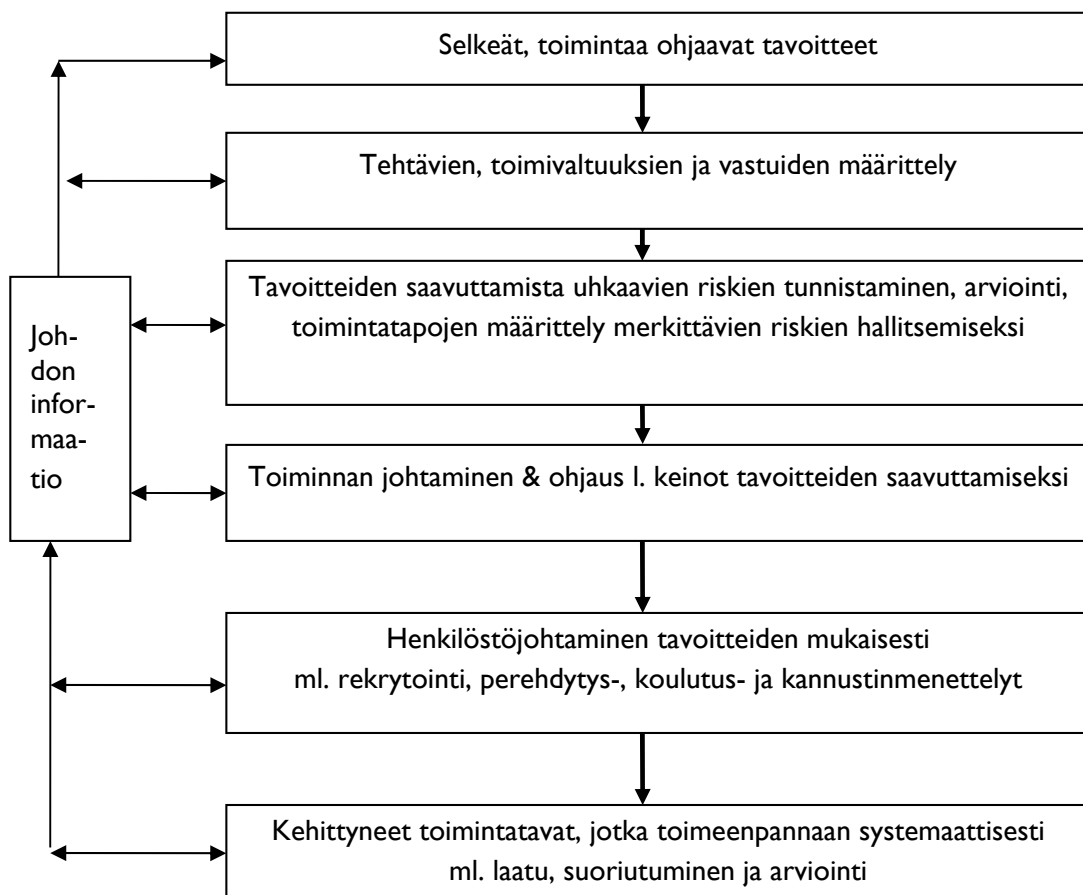 Selkeät, toimintaa ohjaavat tavoitteet
Tehtävien, toimivaltuuksien ja vastuiden määrittely
Tavoitteiden saavuttamista uhkaavien riskien tunnistaminen, arviointi,
toimintatapojen määrittely merkittävien riskien hallitsemiseksi
Joh-
don
infor-
maa-
tio
Toiminnan johtaminen & ohjaus l. keinot tavoitteiden saavuttamiseksi
Henkilöstöjohtaminen tavoitteiden mukaisesti
ml. rekrytointi, perehdytys-, koulutus- ja kannustinmenettelyt
Kehittyneet toimintatavat, jotka toimeenpannaan systemaattisesti
ml. laatu, suoriutuminen ja arviointi